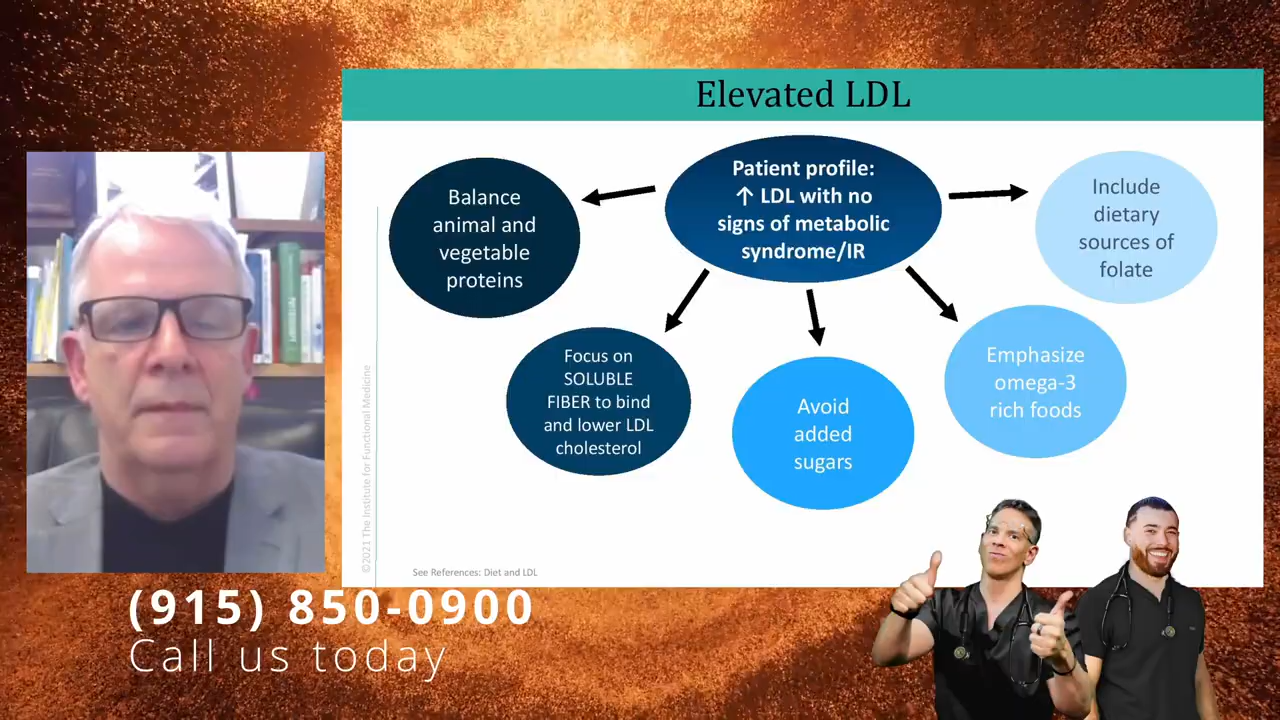 Elevated LDL
Patient profile:
↑ LDL with no
signs of metabolic
syndrome/IR
Balance
animal and
vegetable
proteins
Focus on
SOLUBLE
FIBER to bind
and lower LDL
cholesterol
Avoid
added
sugars
Emphasize
omega-3
rich foods
Include
dietary
sources of
folate
©2021 The Institute for Functional Medicine
See References: Diet and LDL
(915) 850-0900
Call us today